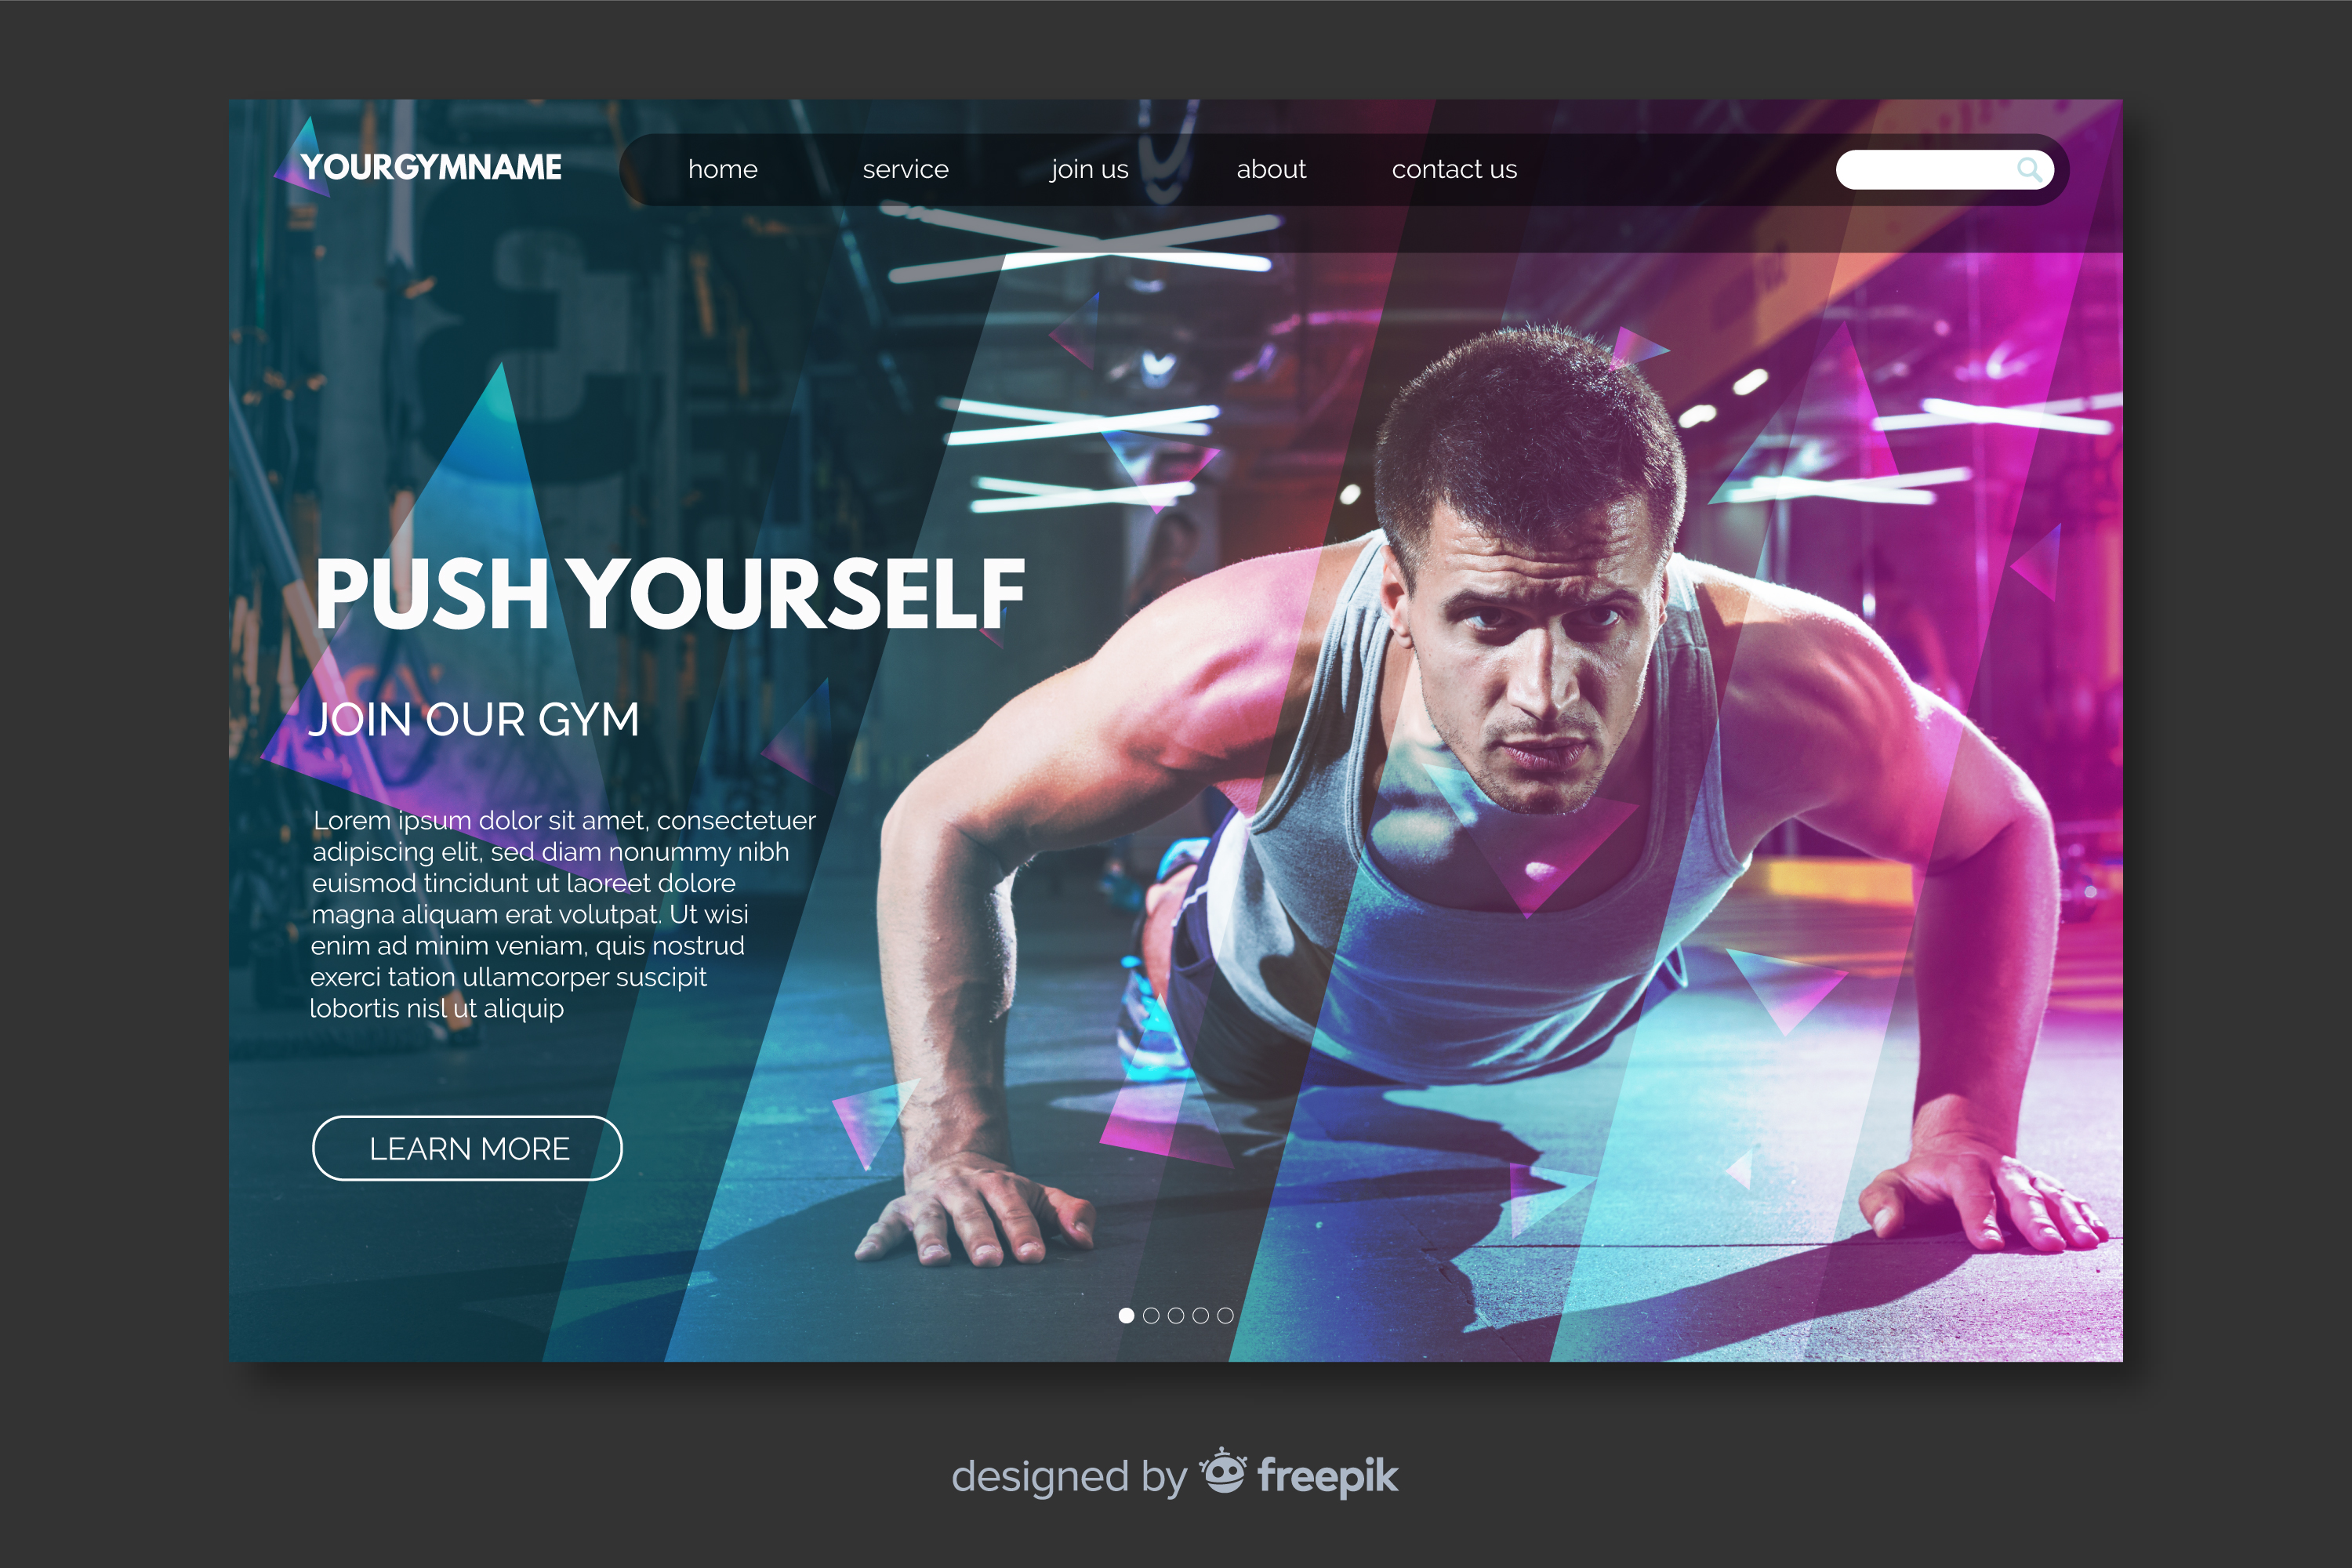 YOURGYMNAME
home service join us about contact us
PUSH YOURSELF
JOIN OUR GYM
Lorem ipsum dolor sit amet, consectetuer
adipiscing elit, sed diam nonummy nibh
euismod tincidunt ut laoreet dolore
magna aliquam erat volutpat. Ut wisi
enim ad minim veniam, quis nostrud
exerci tation ullamcorper suscipit
lobortis nisl ut aliquip
LEARN MORE
designed by freepik